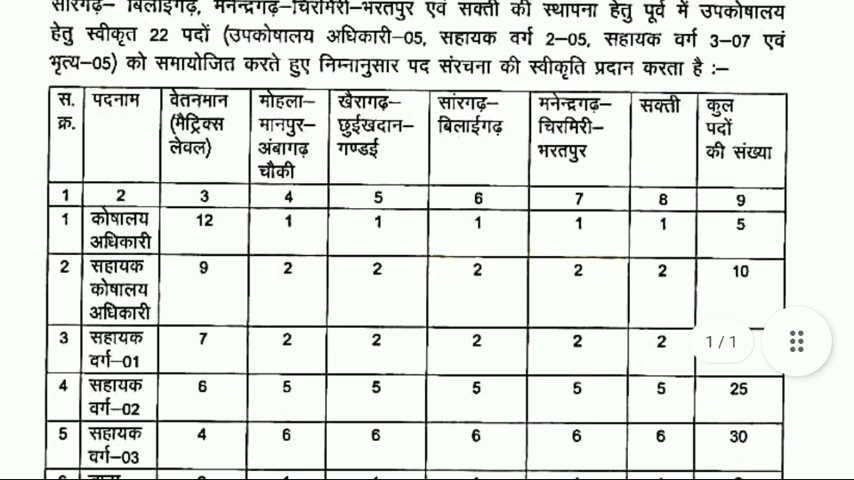 सारंगढ़– बिलाईगढ़, मनेन्द्रगढ़–चिरमिरी–भरतपुर एवं सक्ती की स्थापना हेतु पूर्व में उपकोषालय
हेतु स्वीकृत 22 पदों (उपकोषालय अधिकारी–05, सहायक वर्ग 2–05, सहायक वर्ग 3–07 एवं
भृत्य–05) को समायोजित करते हुए निम्नानुसार पद संरचना की स्वीकृति प्रदान करता है :–
स. क्र. पदनाम वेतनमान (मैट्रिक्स लेवल) मोहला– मानपुर– अंबागढ़ चौकी खैरागढ़– छुईखदान– गण्डई सांरगढ़– बिलाईगढ़ मनेन्द्रगढ़– चिरमिरी– भरतपुर सक्ती कुल पदों की संख्या
1 2 3 4 5 6 7 8 9
1 कोषालय अधिकारी 12 1 1 1 1 1 5
2 सहायक कोषालय अधिकारी 9 2 2 2 2 2 10
3 सहायक वर्ग–01 7 2 2 2 2 2
1 / 1
4 सहायक वर्ग–02 6 5 5 5 5 5 25
5 सहायक वर्ग–03 4 6 6 6 6 6 30